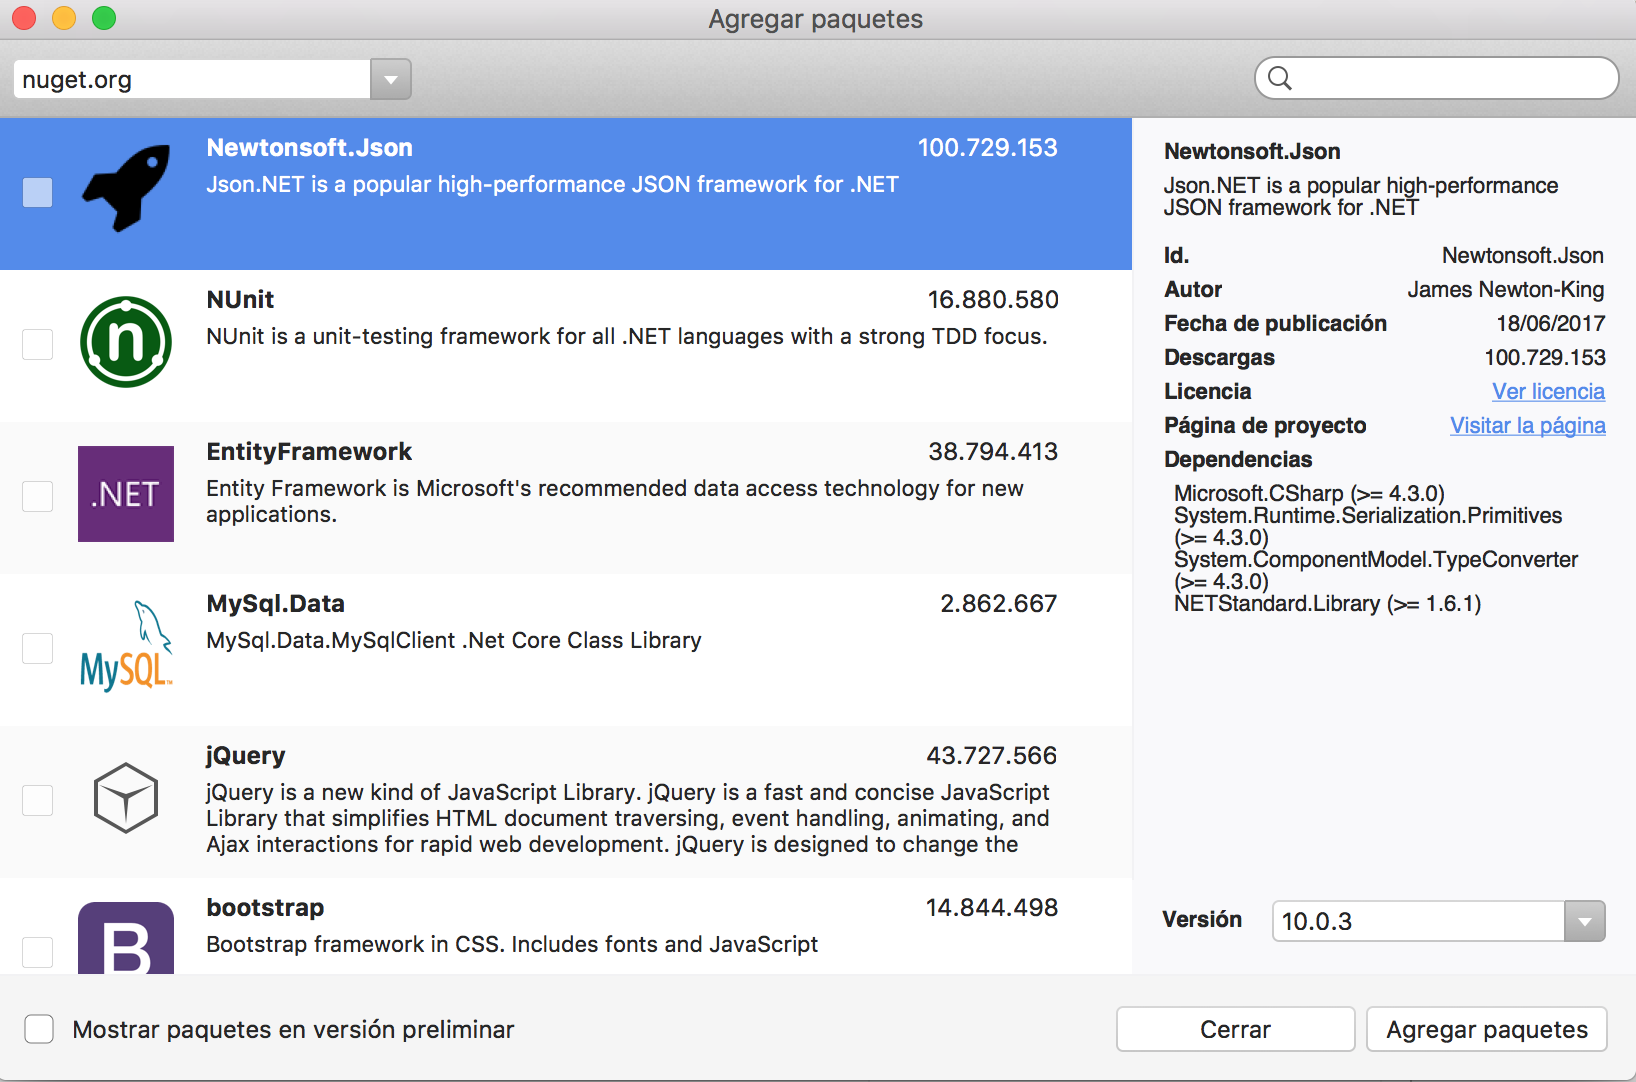 Agregar paquetes
nuget.org
Newtonsoft.Json 100.729.153
Json.NET is a popular high-performance JSON framework for .NET
n
NUnit 16.880.580
NUnit is a unit-testing framework for all .NET languages with a strong TDD focus.
.NET
EntityFramework 38.794.413
Entity Framework is Microsoft's recommended data access technology for new
applications.
MySQL™
MySql.Data 2.862.667
MySql.Data.MySqlClient .Net Core Class Library
jQuery 43.727.566
jQuery is a new kind of JavaScript Library. jQuery is a fast and concise JavaScript
Library that simplifies HTML document traversing, event handling, animating, and
Ajax interactions for rapid web development. jQuery is designed to change the
B
bootstrap 14.844.498
Bootstrap framework in CSS. Includes fonts and JavaScript
Newtonsoft.Json
Json.NET is a popular high-performance
JSON framework for .NET
Id. Newtonsoft.Json
Autor James Newton-King
Fecha de publicación 18/06/2017
Descargas 100.729.153
Licencia Ver licencia
Página de proyecto Visitar la página
Dependencias
Microsoft.CSharp (>= 4.3.0)
System.Runtime.Serialization.Primitives
(>= 4.3.0)
System.ComponentModel.TypeConverter
(>= 4.3.0)
NETStandard.Library (>= 1.6.1)
Versión 10.0.3
Mostrar paquetes en versión preliminar
Cerrar
Agregar paquetes